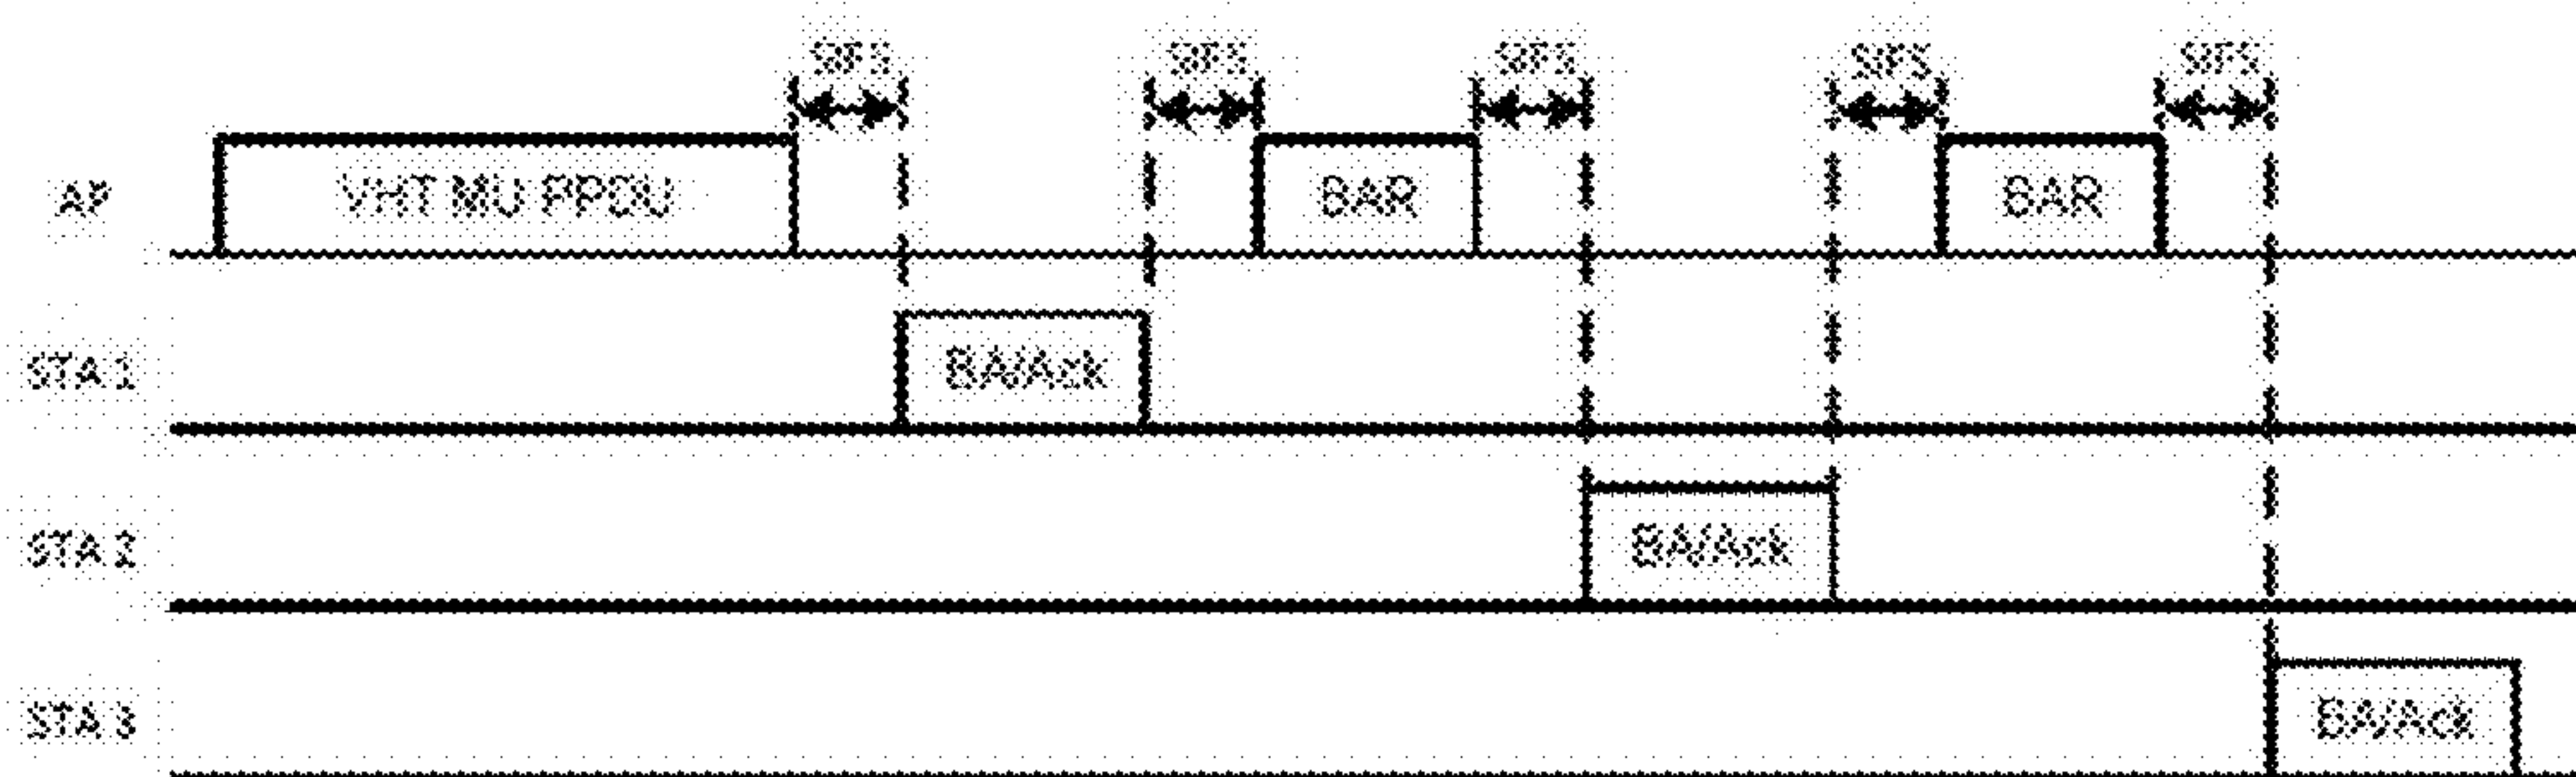 SIFS SIFS SIFS SIFS SIFS
AP VHT MU PPDU BAR BAR
STA 1 BA/Ack
STA 2 BA/Ack
STA 3 BA/Ack